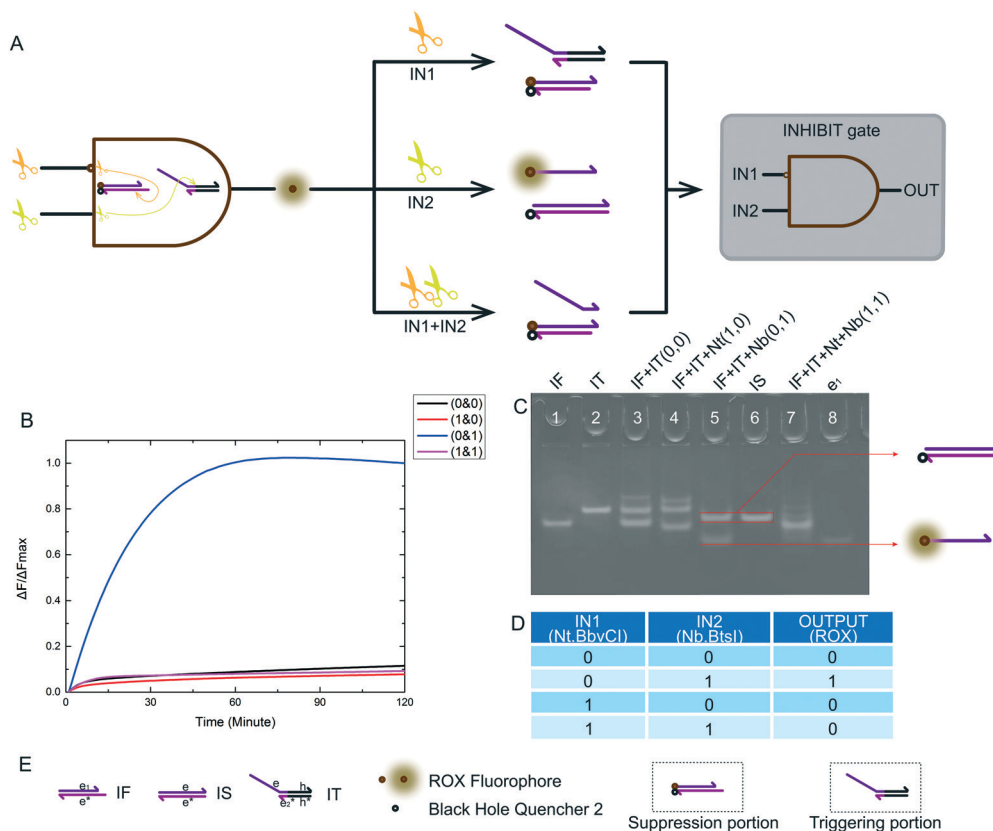 A
IN1
IN2
IN1+IN2
INHIBIT gate
IN1
IN2
OUT
B
(0&0)
(1&0)
(0&1)
(1&1)
1.0
0.8
0.6
0.4
0.2
0.0
0
30
60
90
120
ΔF/ΔFmax
Time (Minute)
C
IF
IT
IF+IT(0,0)
IF+IT+Nt(1,0)
IF+IT+Nb(0,1)
IS
IF+IT+Nt+Nb(1,1)
e₁
1 2 3 4 5 6 7 8
D
IN1 IN2 OUTPUT
(Nt.BbvCI) (Nb.BtsI) (ROX)
0 0 0
0 1 1
1 0 0
1 1 0
E
e₁
e*
IF
e
e*
IS
e h
e₂* h*
IT
ROX Fluorophore
Black Hole Quencher 2
Suppression portion
Triggering portion